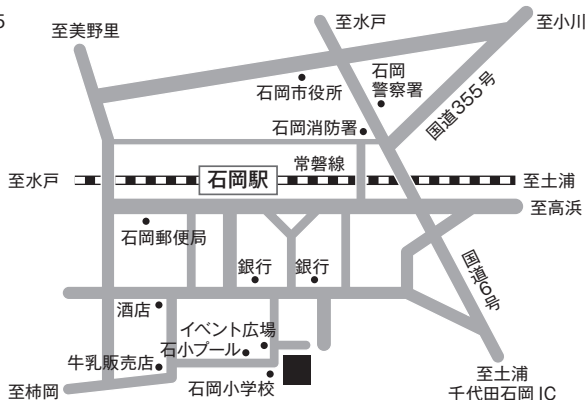 5
至美野里
至水戸
至小川
石岡市役所
石岡
警察署
石岡消防署
国道355号
常磐線
至水戸
石岡駅
至土浦
至高浜
石岡郵便局
銀行
銀行
国道6号
酒店
イベント広場
石小プール
牛乳販売店
石岡小学校
至柿岡
至土浦
千代田石岡IC